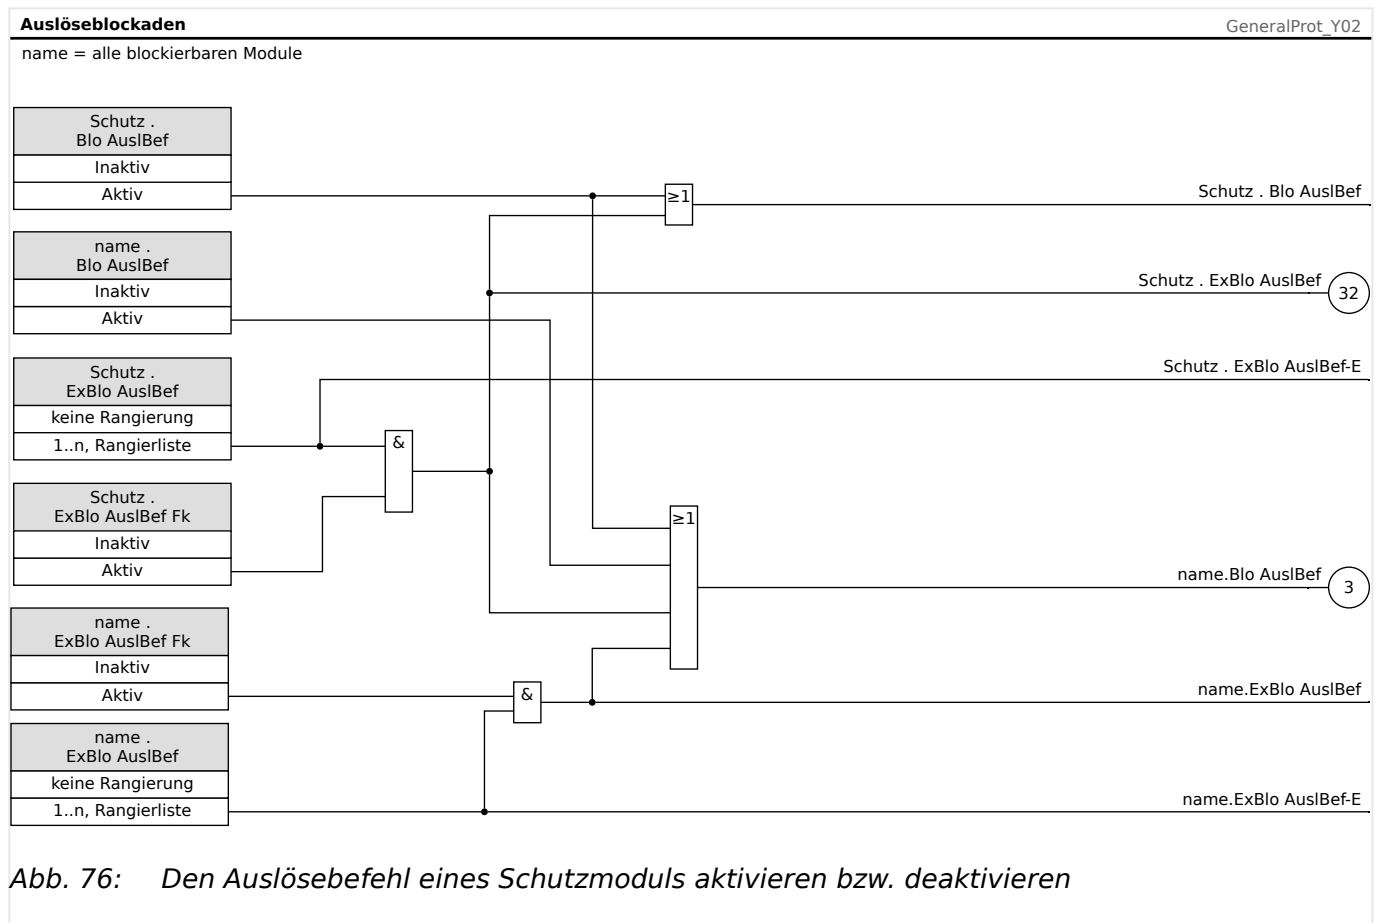 Auslöseblockaden
GeneralProt_Y02
name = alle blockierbaren Module
Schutz .
Blo AuslBef
Inaktiv
Aktiv
≥1
Schutz . Blo AuslBef
name .
Blo AuslBef
Inaktiv
Aktiv
Schutz . ExBlo AuslBef
32
Schutz .
ExBlo AuslBef
keine Rangierung
1..n, Rangierliste
&
Schutz . ExBlo AuslBef-E
Schutz .
ExBlo AuslBef Fk
Inaktiv
Aktiv
≥1
name.Blo AuslBef
3
name .
ExBlo AuslBef Fk
Inaktiv
Aktiv
&
name.ExBlo AuslBef
name .
ExBlo AuslBef
keine Rangierung
1..n, Rangierliste
name.ExBlo AuslBef-E
Abb. 76: Den Auslösebefehl eines Schutzmoduls aktivieren bzw. deaktivieren